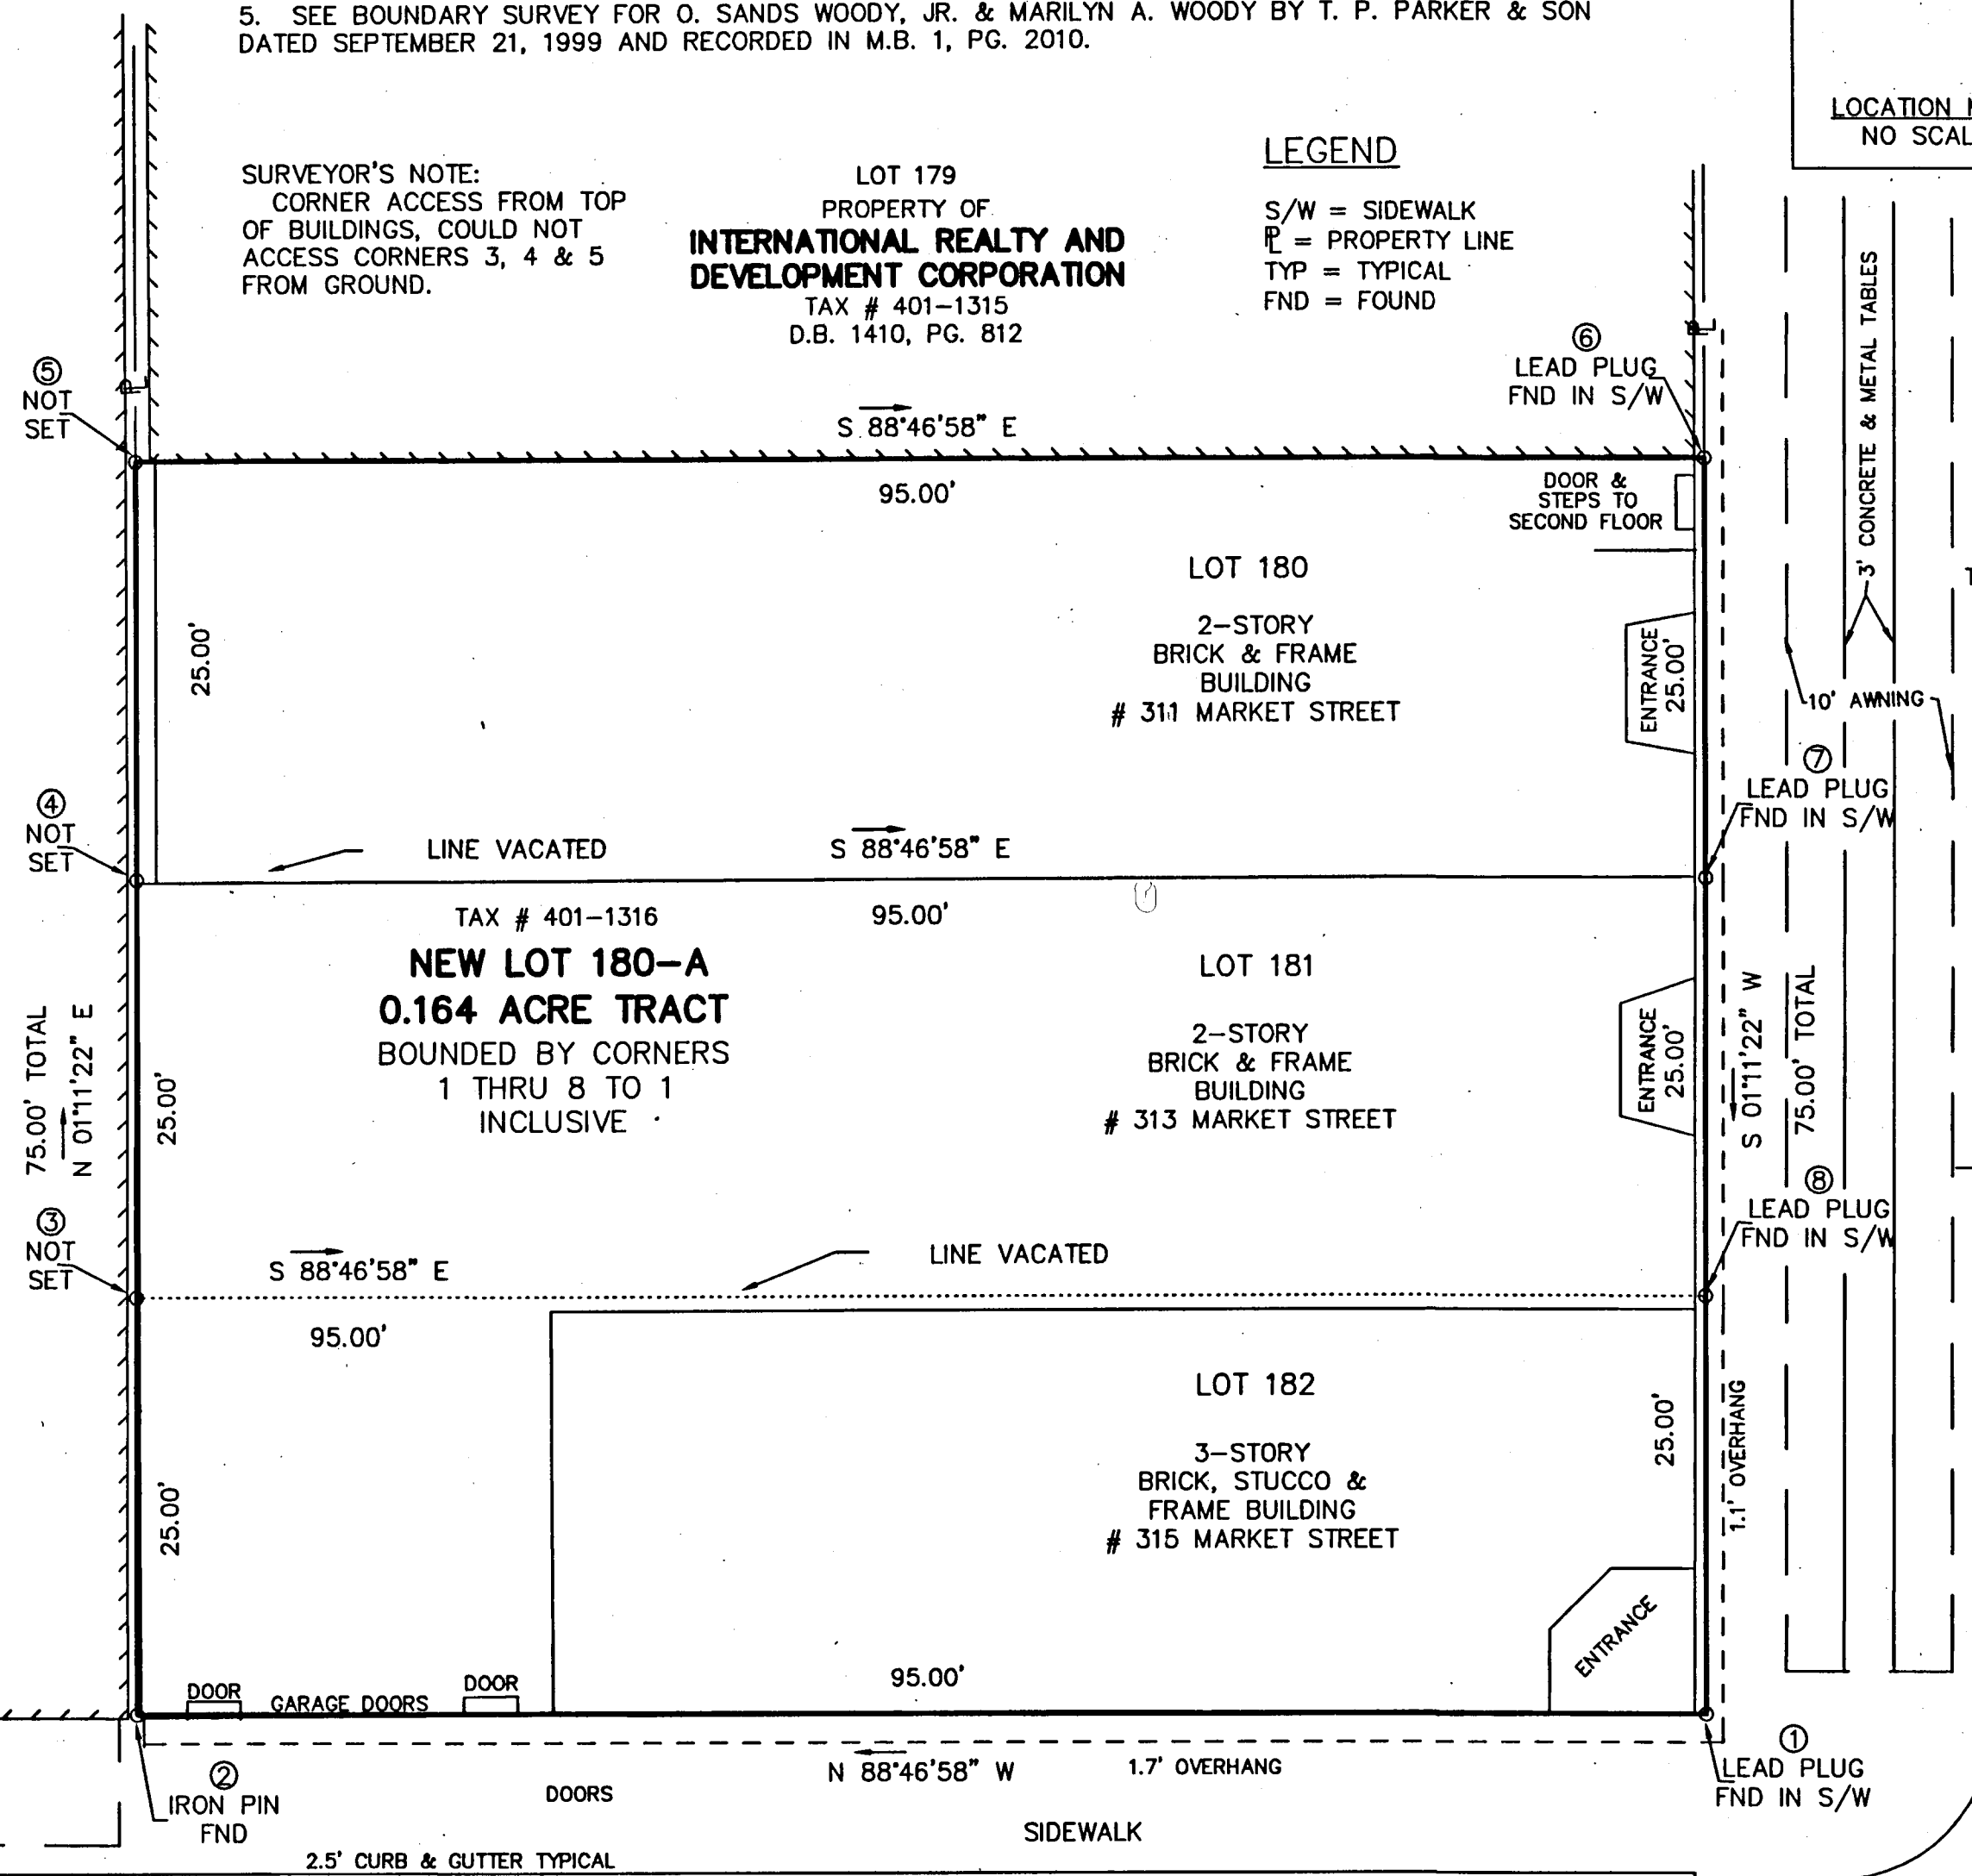 5. SEE BOUNDARY SURVEY FOR O. SANDS WOODY, JR. & MARILYN A. WOODY BY T. P. PARKER & SON
DATED SEPTEMBER 21, 1999 AND RECORDED IN M.B. 1, PG. 2010.
LOCATION
NO SCAL
SURVEYOR'S NOTE:
CORNER ACCESS FROM TOP
OF BUILDINGS, COULD NOT
ACCESS CORNERS 3, 4 & 5
FROM GROUND.
LOT 179
PROPERTY OF
INTERNATIONAL REALTY AND
DEVELOPMENT CORPORATION
TAX # 401-1315
D.B. 1410, PG. 812
LEGEND
S/W = SIDEWALK
PL = PROPERTY LINE
TYP = TYPICAL
FND = FOUND
5
NOT
SET
PL
6
LEAD PLUG
FND IN S/W
PL
3' CONCRETE & METAL TABLES
S 88°46'58" E
95.00'
DOOR &
STEPS TO
SECOND FLOOR
LOT 180
2-STORY
BRICK & FRAME
BUILDING
# 311 MARKET STREET
25.00'
ENTRANCE
25.00'
10' AWNING
7
LEAD PLUG
FND IN S/W
4
NOT
SET
LINE VACATED
S 88°46'58" E
95.00'
TAX # 401-1316
NEW LOT 180-A
0.164 ACRE TRACT
BOUNDED BY CORNERS
1 THRU 8 TO 1
INCLUSIVE
LOT 181
2-STORY
BRICK & FRAME
BUILDING
# 313 MARKET STREET
75.00' TOTAL
N 01°11'22" E
25.00'
ENTRANCE
25.00'
S 01°11'22" W
75.00' TOTAL
8
LEAD PLUG
FND IN S/W
3
NOT
SET
S 88°46'58" E
LINE VACATED
95.00'
LOT 182
3-STORY
BRICK, STUCCO &
FRAME BUILDING
# 315 MARKET STREET
25.00'
25.00'
1.1' OVERHANG
ENTRANCE
95.00'
DOOR
GARAGE DOORS
DOOR
N 88°46'58" W
1.7' OVERHANG
1
LEAD PLUG
FND IN S/W
2
IRON PIN
FND
DOORS
SIDEWALK
2.5' CURB & GUTTER TYPICAL